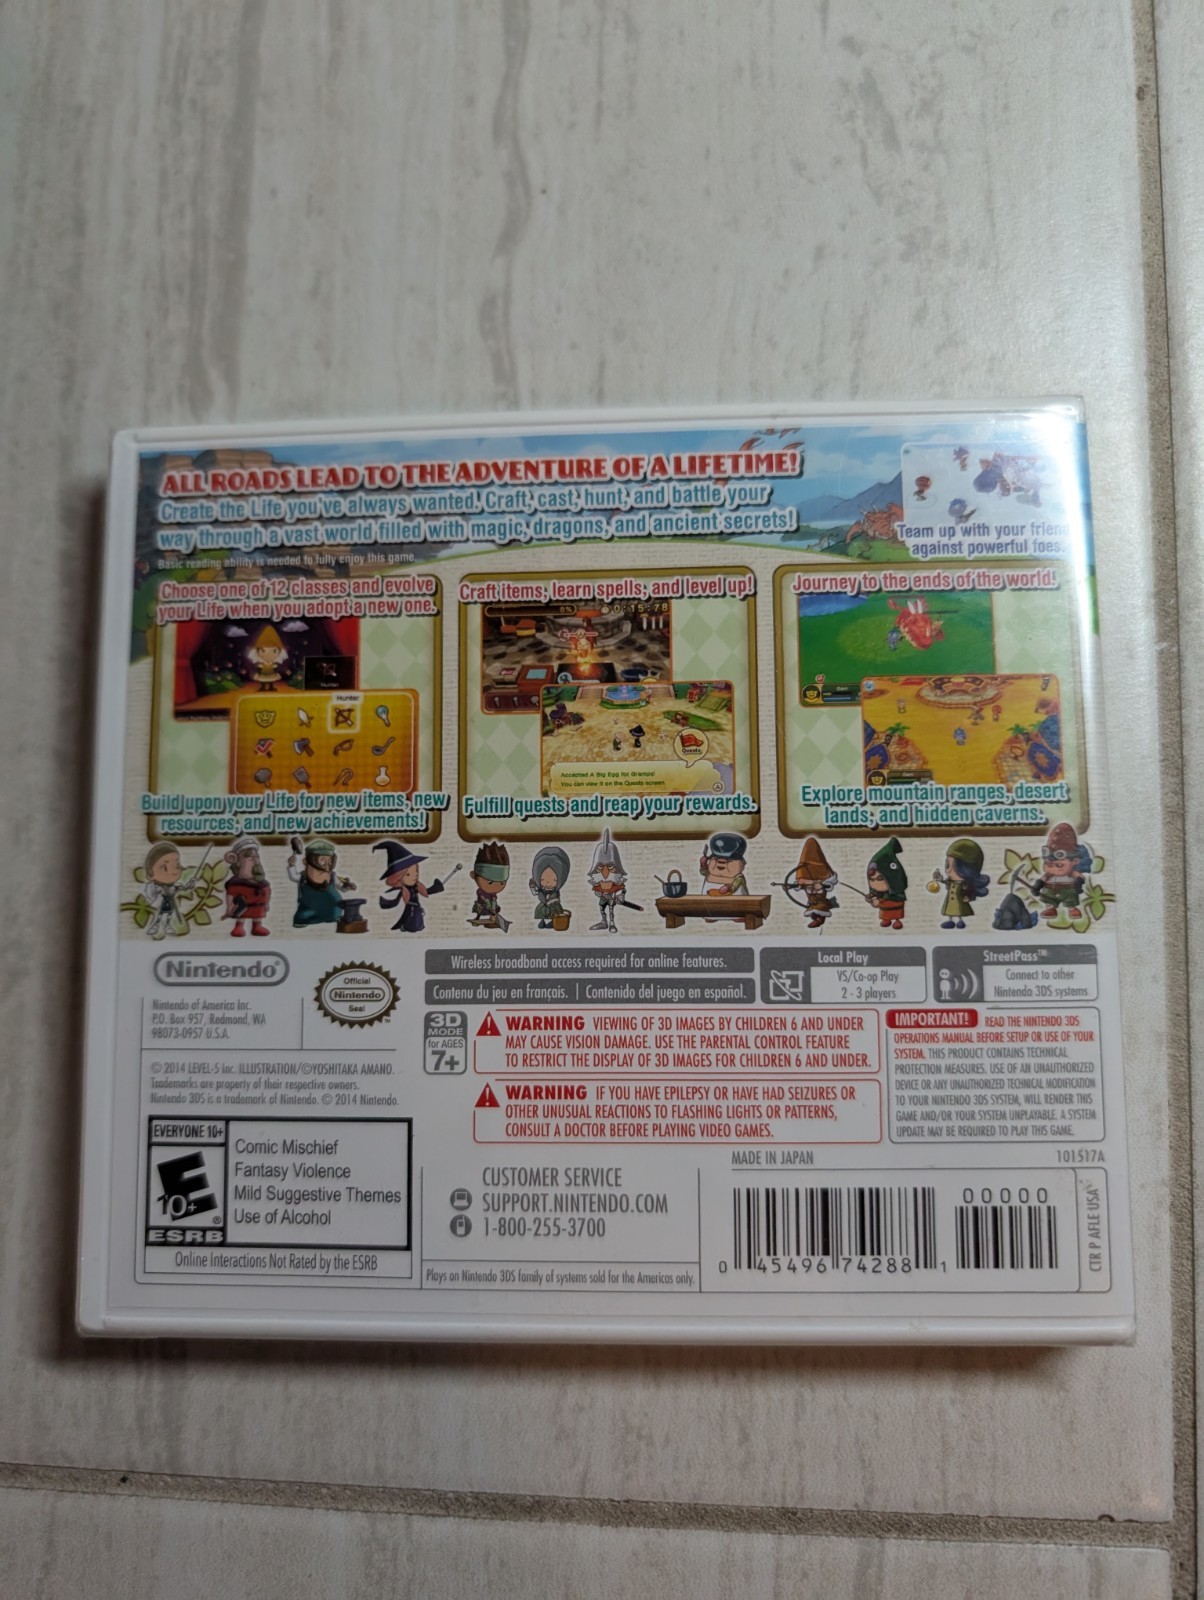 ALL ROADS LEAD TO THE ADVENTURE OF A LIFETIME!
Create the Life you've always wanted. Craft, cast, hunt, and battle your
way through a vast world filled with magic, dragons, and ancient secrets!
Basic reading ability is needed to fully enjoy this game.
Team up with your frien
against powerful foes.
Choose one of 12 classes and evolve
your Life when you adopt a new one.
Hunter
Hunter
Build upon your Life for new items, new
resources, and new achievements!
Craft items, learn spells, and level up!
0%
0:15:78
Quests
Accepted A Big Egg for Gramps!
You can view it on the Quests screen.
Fulfill quests and reap your rewards.
Journey to the ends of the world!
Explore mountain ranges, desert
lands, and hidden caverns.
Nintendo®
Nintendo of America Inc.
P.O. Box 957, Redmond, WA
98073-0957 U.S.A.
Official
Nintendo
Seal
Wireless broadband access required for online features.
Contenu du jeu en français. | Contenido del juego en español.
Local Play
VS/Co-op Play
2 - 3 players
StreetPass™
Connect to other
Nintendo 3DS systems
© 2014 LEVEL-5 inc. ILLUSTRATION/©YOSHITAKA AMANO.
Trademarks are property of their respective owners.
Nintendo 3DS is a trademark of Nintendo. © 2014 Nintendo.
3D
MODE
for AGES
7+
WARNING VIEWING OF 3D IMAGES BY CHILDREN 6 AND UNDER
MAY CAUSE VISION DAMAGE. USE THE PARENTAL CONTROL FEATURE
TO RESTRICT THE DISPLAY OF 3D IMAGES FOR CHILDREN 6 AND UNDER.
WARNING IF YOU HAVE EPILEPSY OR HAVE HAD SEIZURES OR
OTHER UNUSUAL REACTIONS TO FLASHING LIGHTS OR PATTERNS,
CONSULT A DOCTOR BEFORE PLAYING VIDEO GAMES.
IMPORTANT! READ THE NINTENDO 3DS
OPERATIONS MANUAL BEFORE SETUP OR USE OF YOUR
SYSTEM. THIS PRODUCT CONTAINS TECHNICAL
PROTECTION MEASURES. USE OF AN UNAUTHORIZED
DEVICE OR ANY UNAUTHORIZED TECHNICAL MODIFICATION
TO YOUR NINTENDO 3DS SYSTEM, WILL RENDER THIS
GAME AND/OR YOUR SYSTEM UNPLAYABLE. A SYSTEM
UPDATE MAY BE REQUIRED TO PLAY THIS GAME.
EVERYONE 10+
E
10+
®
ESRB
Comic Mischief
Fantasy Violence
Mild Suggestive Themes
Use of Alcohol
Online Interactions Not Rated by the ESRB
CUSTOMER SERVICE
SUPPORT.NINTENDO.COM
1-800-255-3700
Plays on Nintendo 3DS family of systems sold for the Americas only.
MADE IN JAPAN
101517A
00000
0 45496 74288 1
CTR P AFLE USA